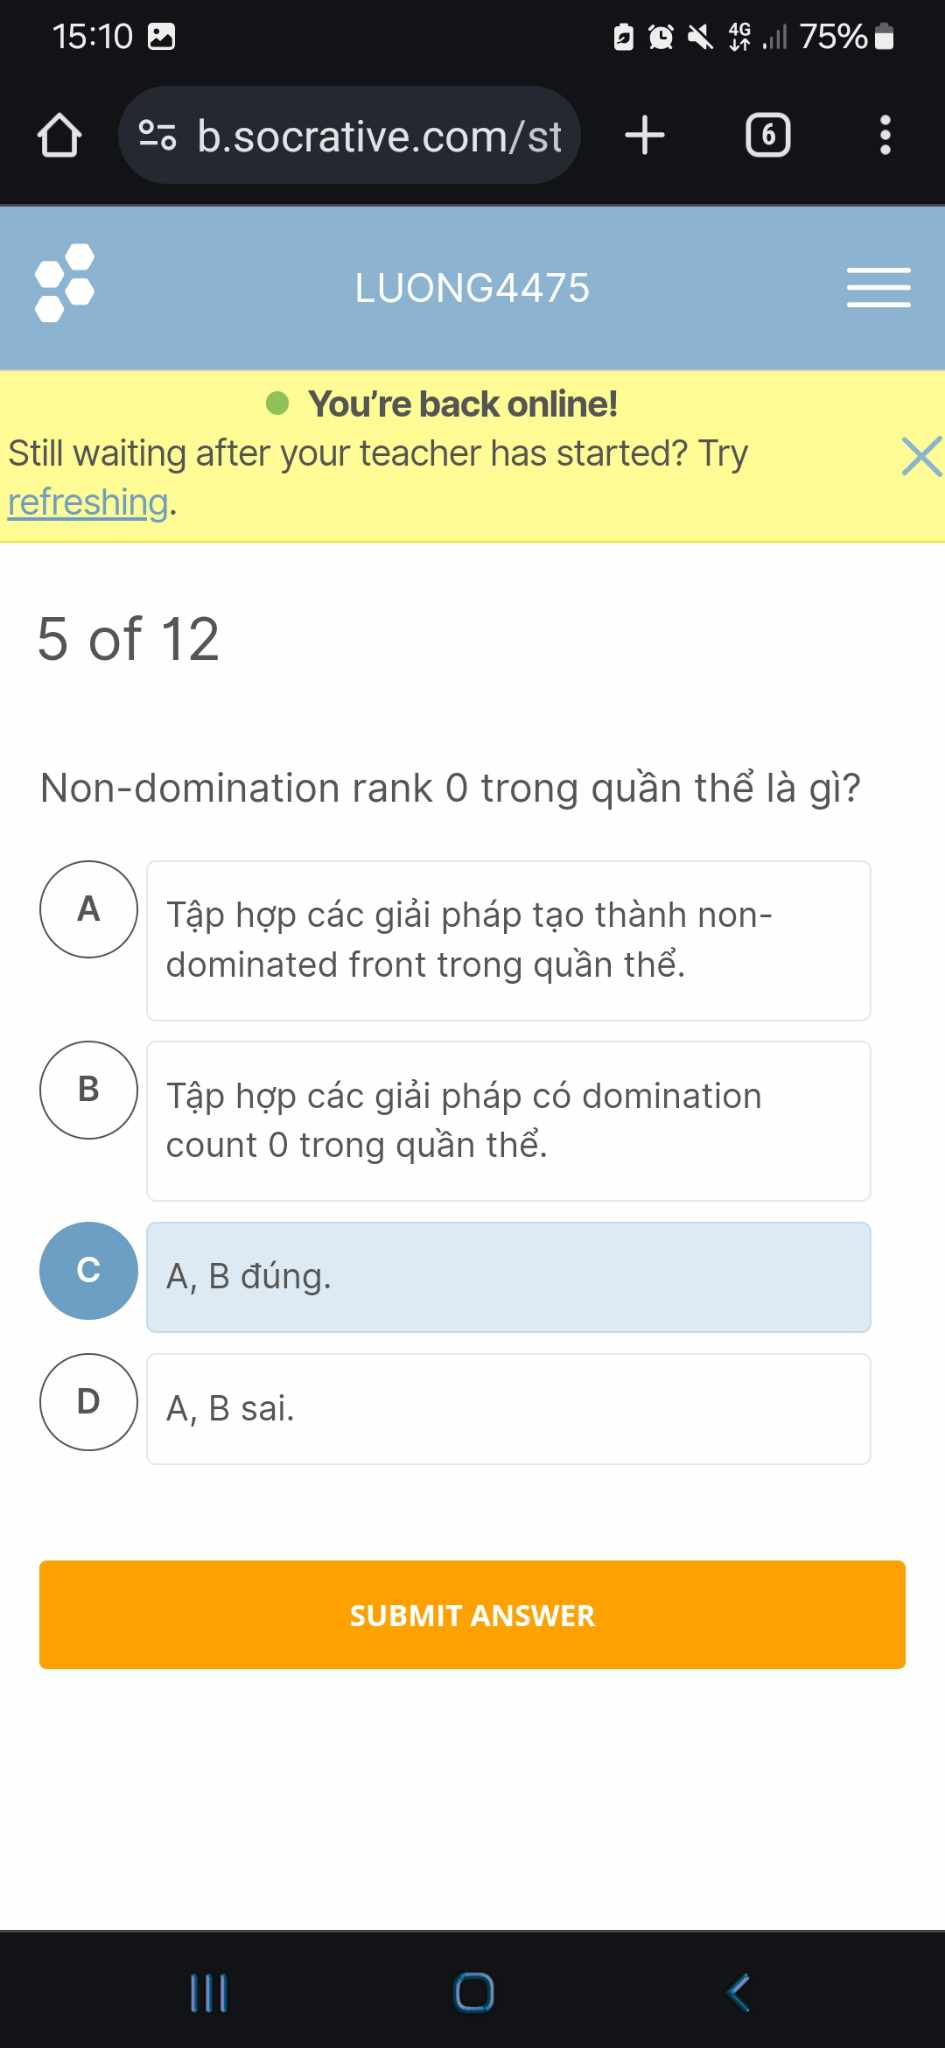 15:10
4G
75%
b.socrative.com/st
6
LUONG4475
You're back online!
Still waiting after your teacher has started? Try
refreshing.
5 of 12
Non-domination rank 0 trong quần thể là gì?
A
Tập hợp các giải pháp tạo thành non-
dominated front trong quần thể.
B
Tập hợp các giải pháp có domination
count 0 trong quần thể.
C
A, B đúng.
D
A, B sai.
SUBMIT ANSWER